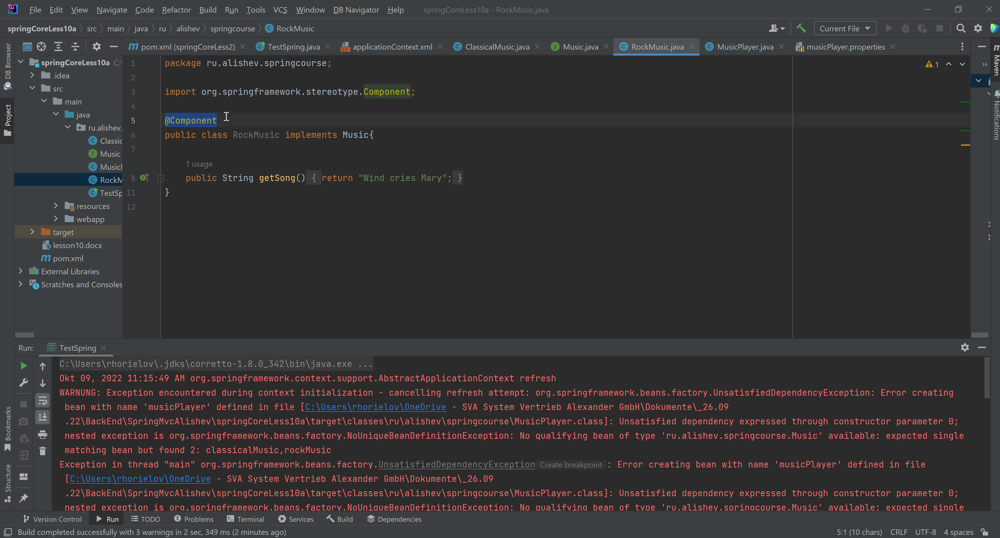 File Edit View Navigate Code Refactor Build Run Tools VCS Window DB Navigator Help springCoreLess10a - RockMusic.java
springCoreLess10a src main java ru alishev springcourse RockMusic Current File
pom.xml (springCoreLess2) TestSpring.java applicationContext.xml ClassicalMusic.java Music.java RockMusic.java MusicPlayer.java musicPlayer.properties
DB Browser
Project
Bookmarks
Structure
Maven
Notifications
springCoreLess10a C:\
.idea
src
main
java
ru.alishev.
Classic
Music
MusicP
RockM
TestSp
resources
webapp
target
lesson10.docx
pom.xml
External Libraries
Scratches and Consoles
1 package ru.alishev.springcourse;
2
3 import org.springframework.stereotype.Component;
4
5 @Component
6 public class RockMusic implements Music{
7
1 usage
8 public String getSong() { return "Wind cries Mary"; }
11 }
12
1
Run: TestSpring
C:\Users\rhorielov\.jdks\corretto-1.8.0_342\bin\java.exe ...
Okt 09, 2022 11:15:49 AM org.springframework.context.support.AbstractApplicationContext refresh
WARNUNG: Exception encountered during context initialization - cancelling refresh attempt: org.springframework.beans.factory.UnsatisfiedDependencyException: Error creating
bean with name 'musicPlayer' defined in file [C:\Users\rhorielov\OneDrive - SVA System Vertrieb Alexander GmbH\Dokumente\_26.09
.22\BackEnd\SpringMvcAlishev\springCoreLess10a\target\classes\ru\alishev\springcourse\MusicPlayer.class]: Unsatisfied dependency expressed through constructor parameter 0;
nested exception is org.springframework.beans.factory.NoUniqueBeanDefinitionException: No qualifying bean of type 'ru.alishev.springcourse.Music' available: expected single
matching bean but found 2: classicalMusic,rockMusic
Exception in thread "main" org.springframework.beans.factory.UnsatisfiedDependencyException Create breakpoint : Error creating bean with name 'musicPlayer' defined in file
[C:\Users\rhorielov\OneDrive - SVA System Vertrieb Alexander GmbH\Dokumente\_26.09
.22\BackEnd\SpringMvcAlishev\springCoreLess10a\target\classes\ru\alishev\springcourse\MusicPlayer.class]: Unsatisfied dependency expressed through constructor parameter 0;
nested exception is org.springframework.beans.factory.NoUniqueBeanDefinitionException: No qualifying bean of type 'ru.alishev.springcourse.Music' available: expected single
Version Control Run TODO Problems Terminal Services Build Dependencies
Build completed successfully with 3 warnings in 2 sec, 349 ms (2 minutes ago) 5:1 (10 chars) CRLF UTF-8 4 spaces